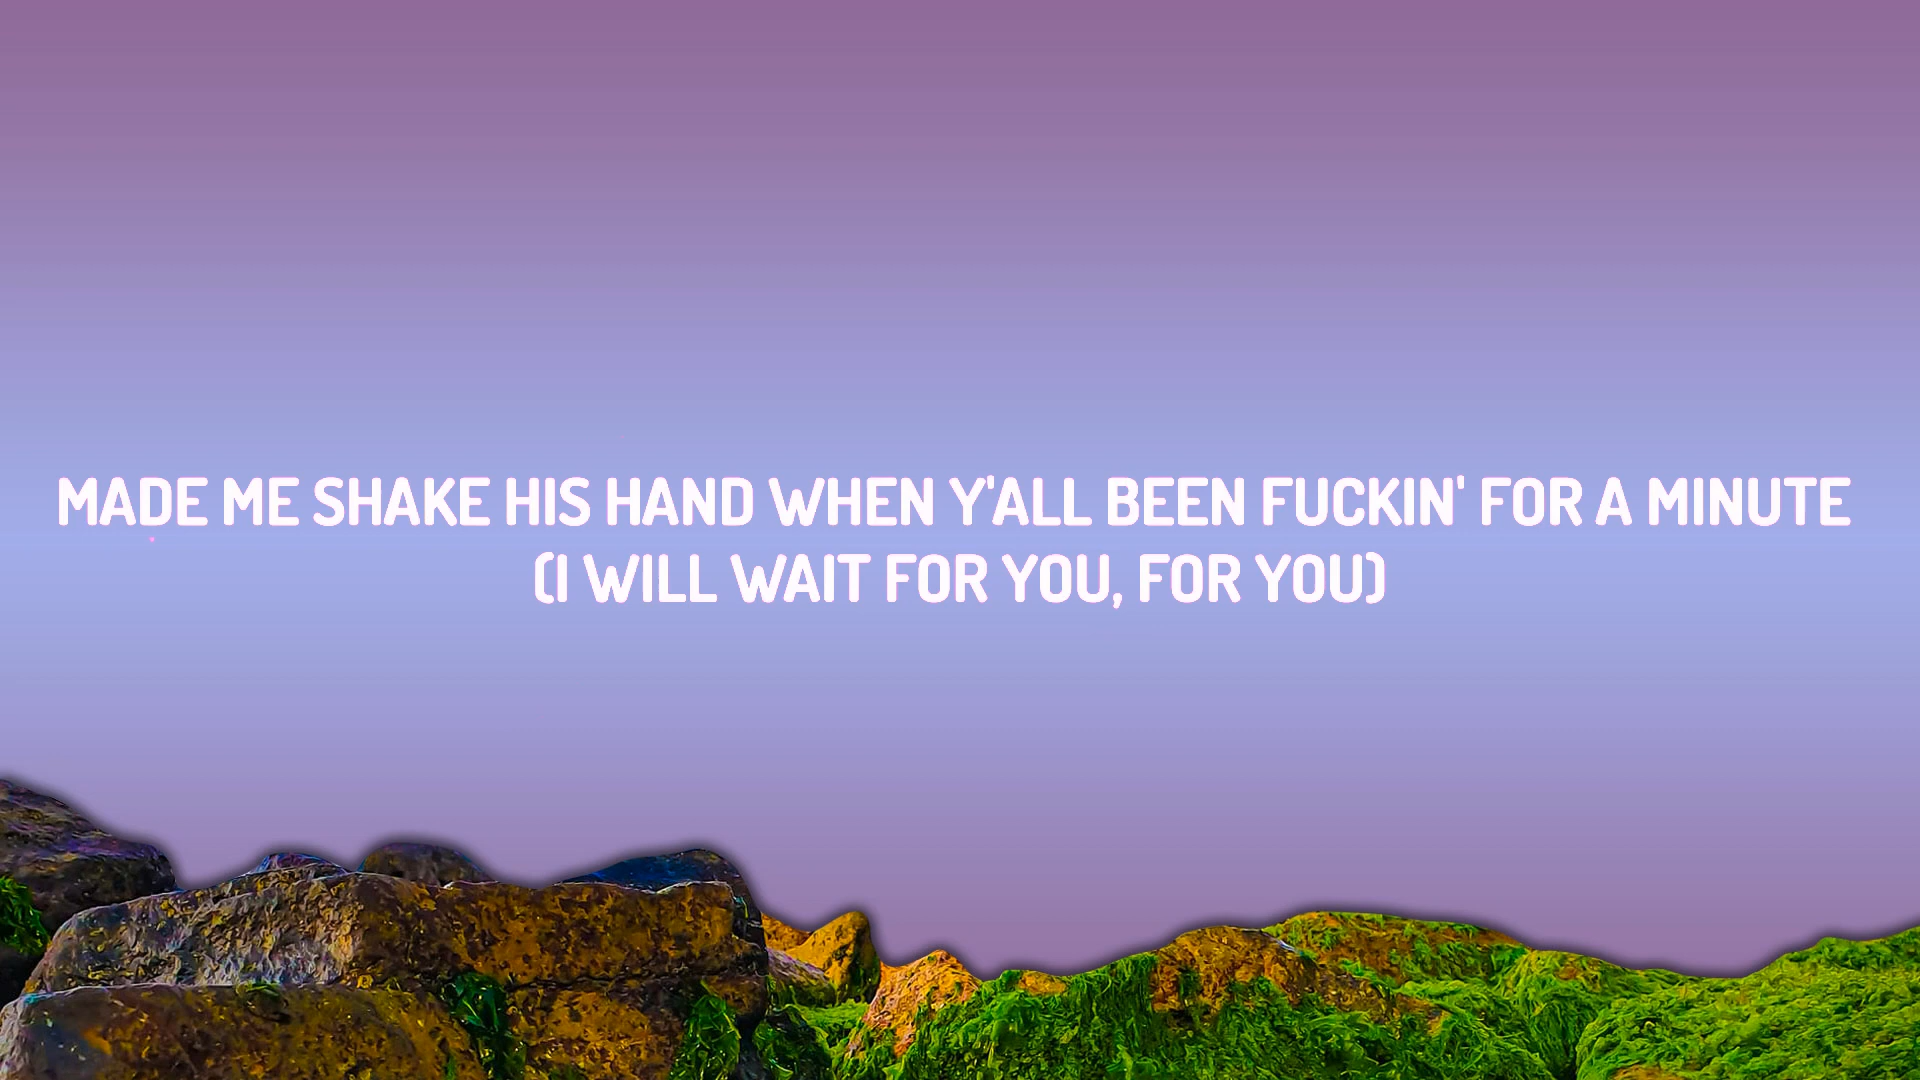 MADE ME SHAKE HIS HAND WHEN Y'ALL BEEN FUCKIN' FOR A MINUTE
(I WILL WAIT FOR YOU, FOR YOU)